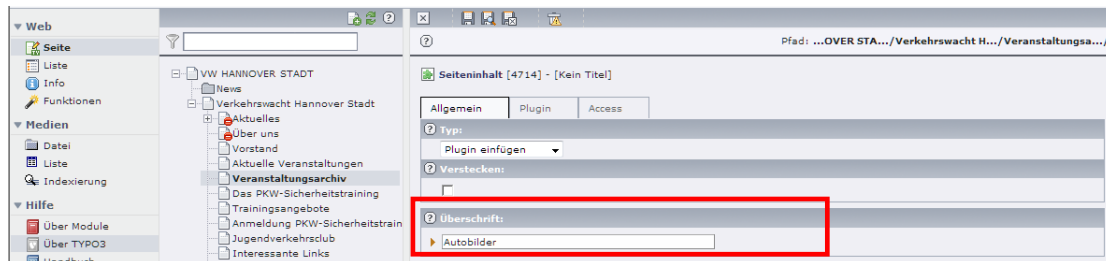 Web
Seite
Liste
Info
Funktionen
Medien
Datei
Liste
Indexierung
Hilfe
Über Module
Über TYPO3
Handbuch
VW HANNOVER STADT
News
Verkehrswacht Hannover Stadt
Aktuelles
Über uns
Vorstand
Aktuelle Veranstaltungen
Veranstaltungsarchiv
Das PKW-Sicherheitstraining
Trainingsangebote
Anmeldung PKW-Sicherheitstrain
Jugendverkehrsclub
Interessante Links
Pfad: ...OVER STA.../Verkehrswacht H.../Veranstaltungsa.../
Seiteninhalt [4714] - [Kein Titel]
Allgemein Plugin Access
Typ:
Plugin einfügen
Verstecken:
Überschrift:
Autobilder